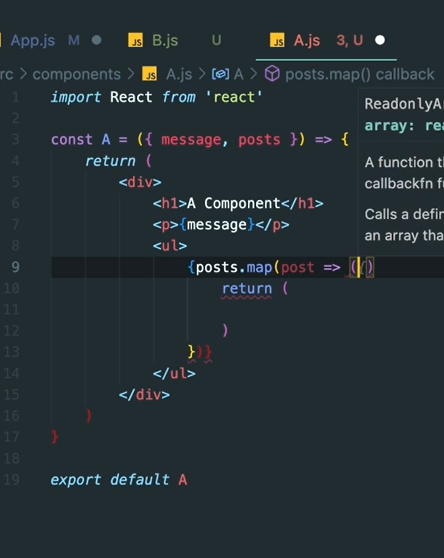 JS App.js M JS B.js U JS A.js 3, U
rc > components > JS A.js > A > posts.map() callback
1 import React from 'react'
2
3 const A = ({ message, posts }) => {
4 return (
5 <div>
6 <h1>A Component</h1>
7 <p>{message}</p>
8 <ul>
9 {posts.map(post => (()
10 return (
11
12 )
13 })}
14 </ul>
15 </div>
16 )
17 }
18
19 export default A
ReadonlyAr
array: rea
A function th
callbackfn fu
Calls a defin
an array tha